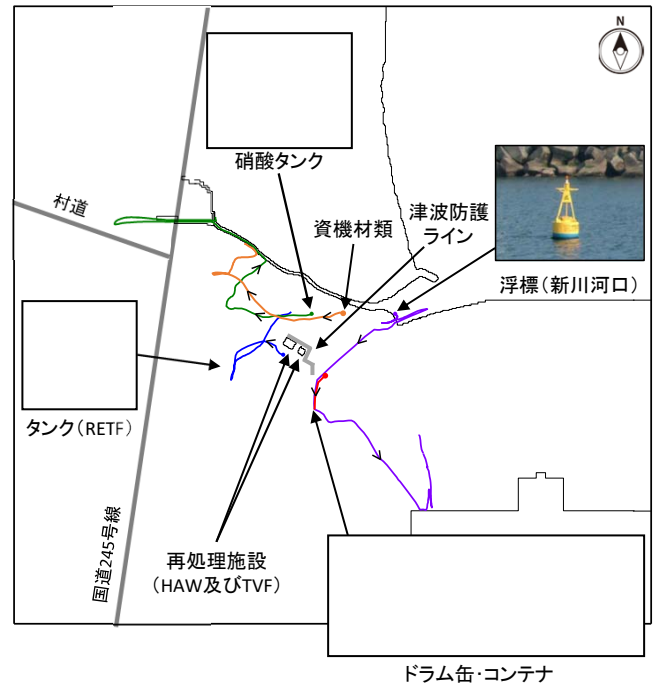 N
硝酸タンク
村道
資機材類
津波防護
ライン
浮標（新川河口）
タンク（RETF）
国道245号線
再処理施設
（HAW及びTVF）
ドラム缶・コンテナ